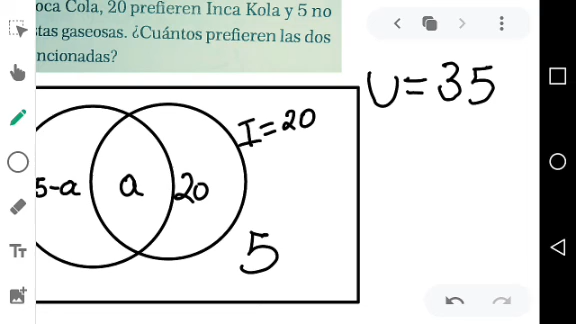 oca Cola, 20 prefieren Inca Kola y 5 no
tas gaseosas. ¿Cuántos prefieren las dos
ncionadas?
U=35
I=20
5-a
a
20
5
Tт